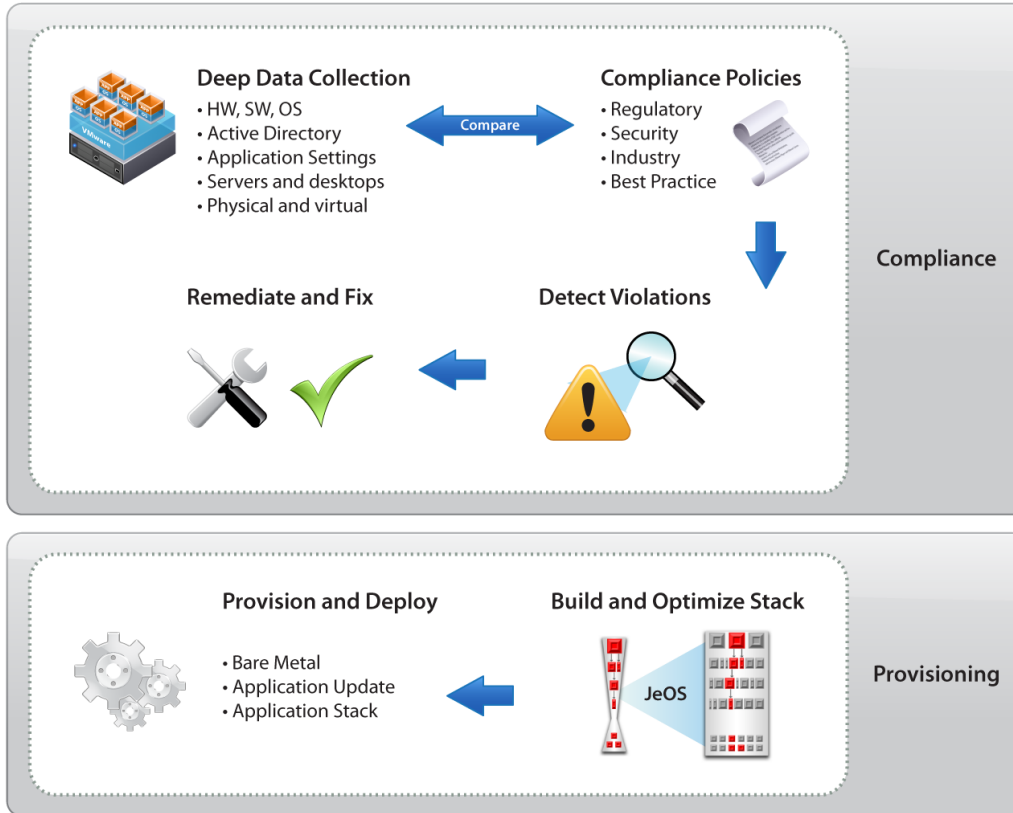 Deep Data Collection
• HW, SW, OS
• Active Directory
• Application Settings
• Servers and desktops
• Physical and virtual
VMware
Compare
Compliance Policies
• Regulatory
• Security
• Industry
• Best Practice
Compliance
Remediate and Fix
Detect Violations
Provision and Deploy
• Bare Metal
• Application Update
• Application Stack
Build and Optimize Stack
JeOS
Provisioning